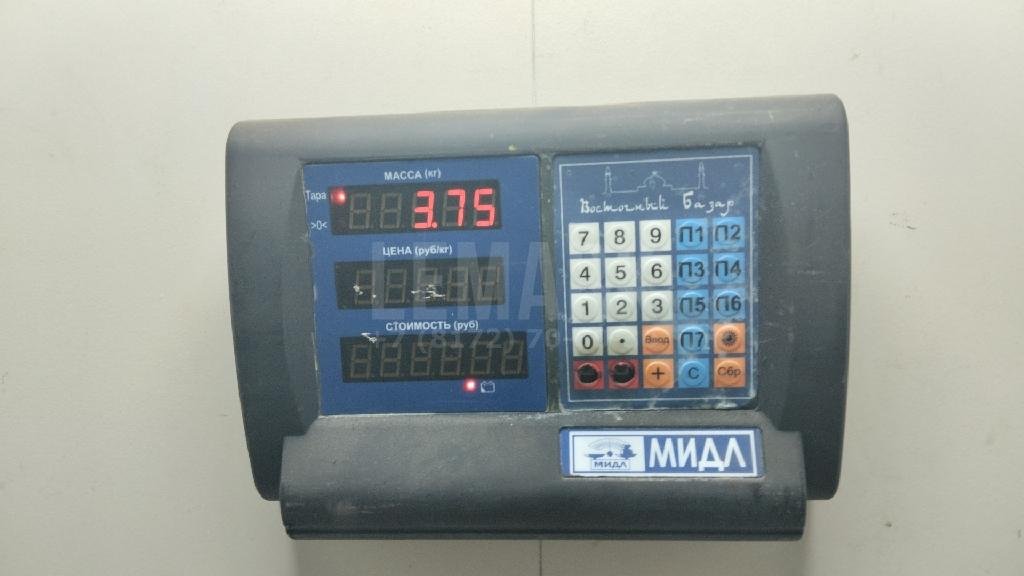 МАССА (кг)
Тара
3.75
>0<
ЦЕНА (руб/кг)
СТОИМОСТЬ (руб)
Восточный Базар
7 8 9 П1 П2
4 5 6 П3 П4
1 2 3 П5 П6
0 • Ввод П7
+ С Сбр
МИДЛ
МИДЛ